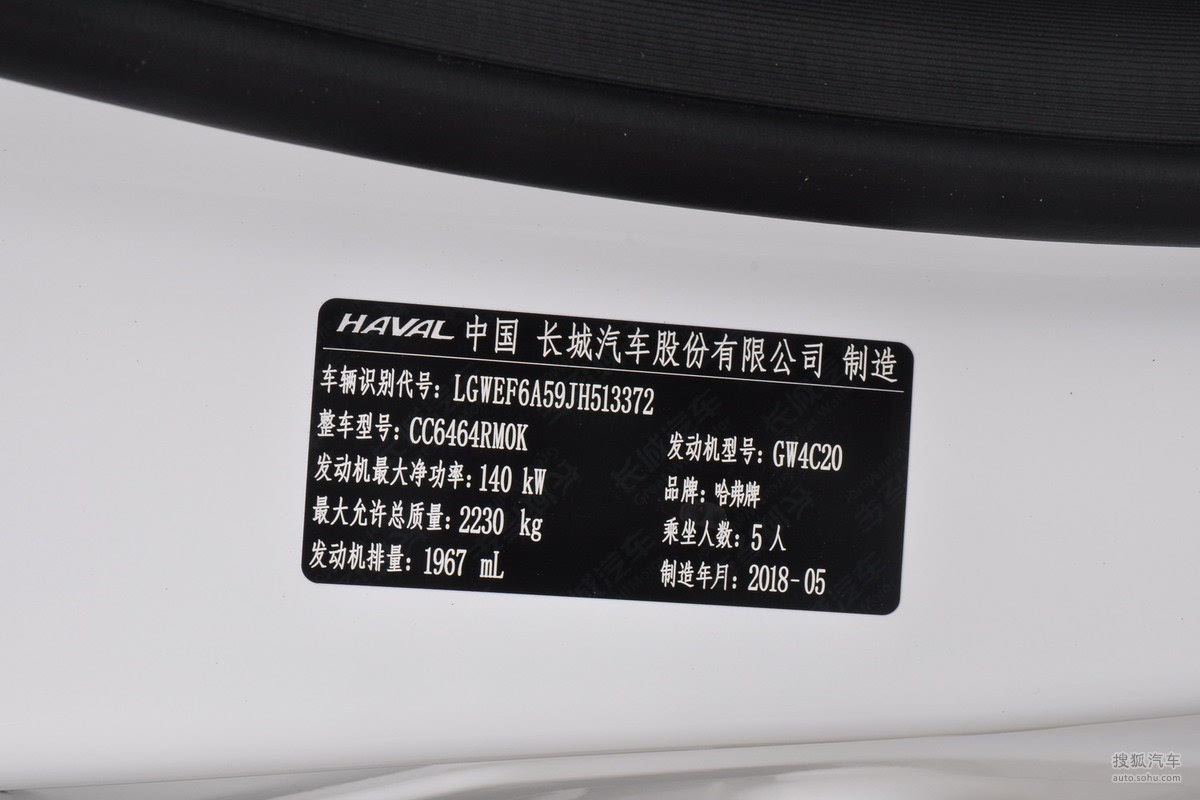 HAVAL 中国 长城汽车股份有限公司 制造
车辆识别代号: LGWEF6A59JH513372
整车型号: CC6464RM0K 发动机型号: GW4C20
发动机最大净功率: 140 kW 品牌: 哈弗牌
最大允许总质量: 2230 kg 乘坐人数: 5 人
发动机排量: 1967 mL 制造年月: 2018-05
搜狐汽车
auto.sohu.com